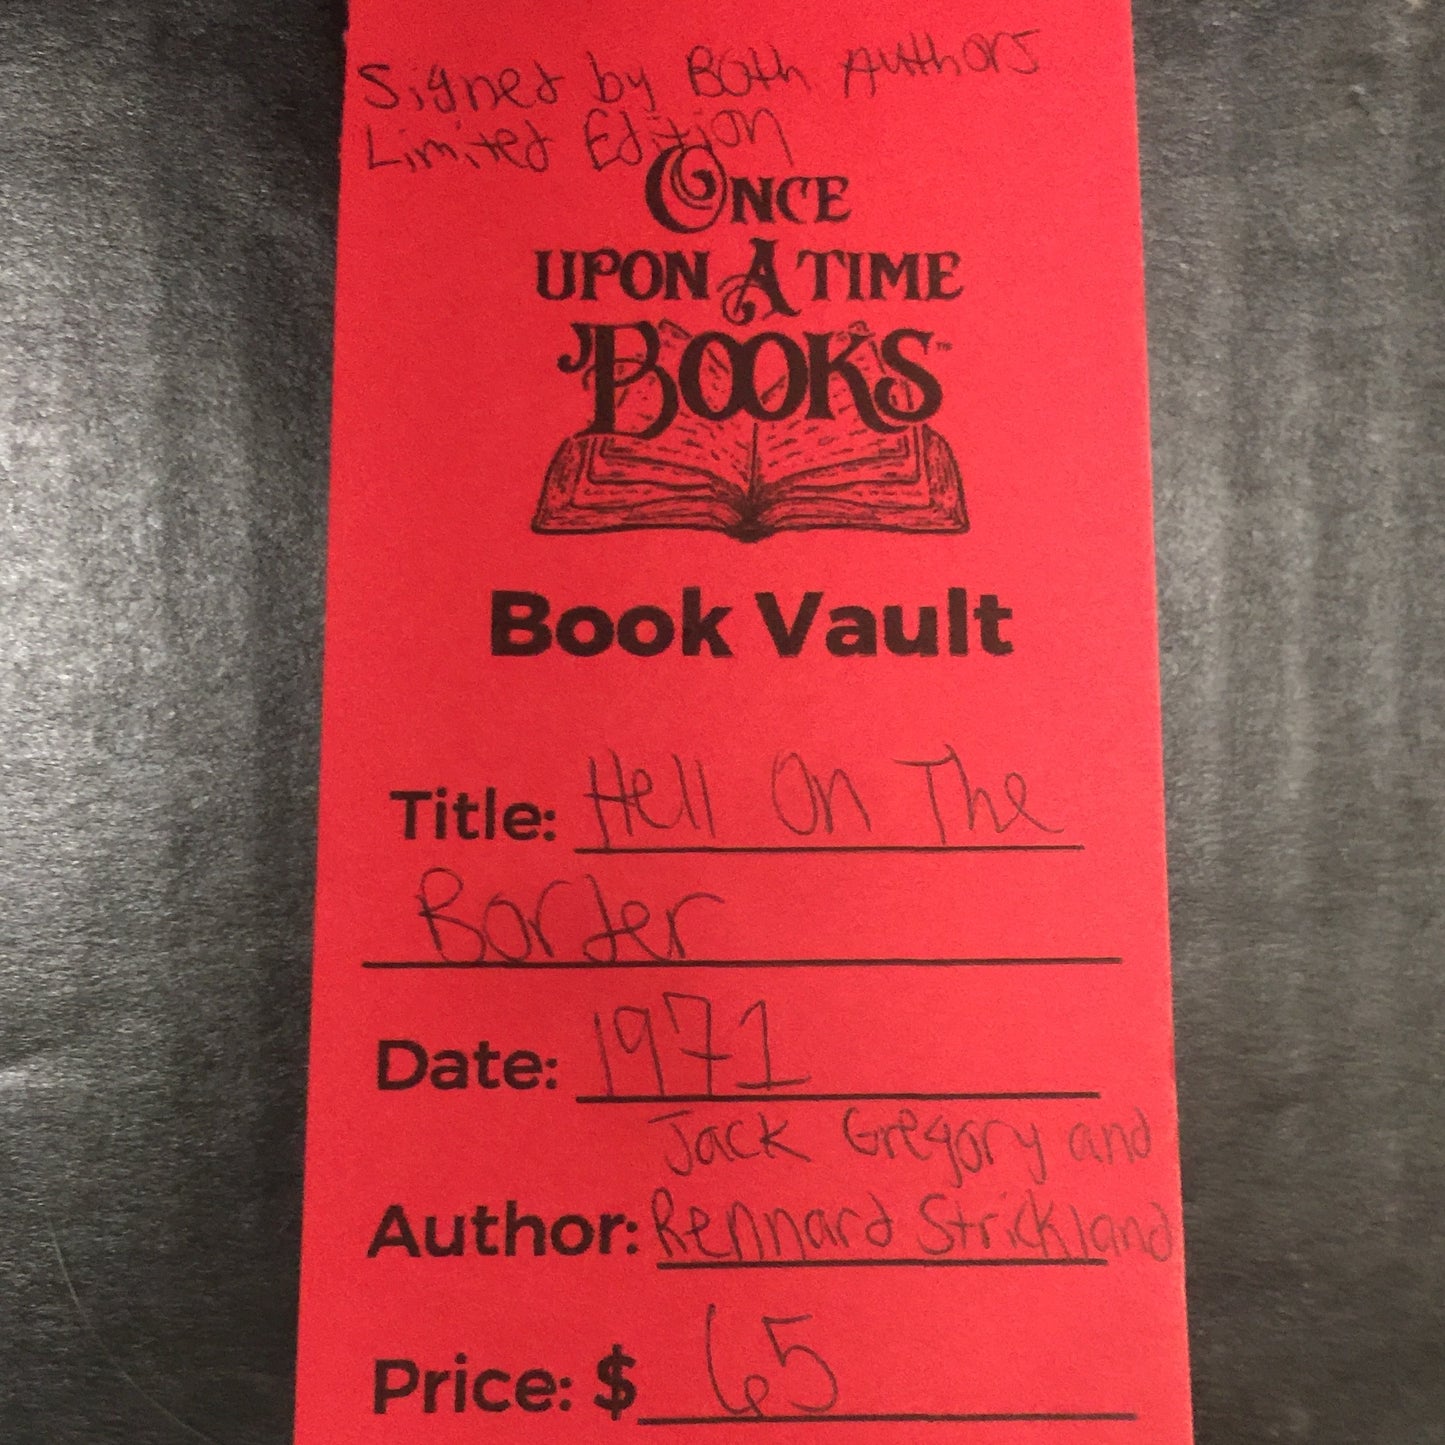 Signed by Both Authors
Limited Edition
ONCE
UPON A TIME
BOOKS™
Book Vault
Title: Hell On The
Border
Date: 1971
Jack Gregory and
Author: Rennard Strickland
Price: $ 65